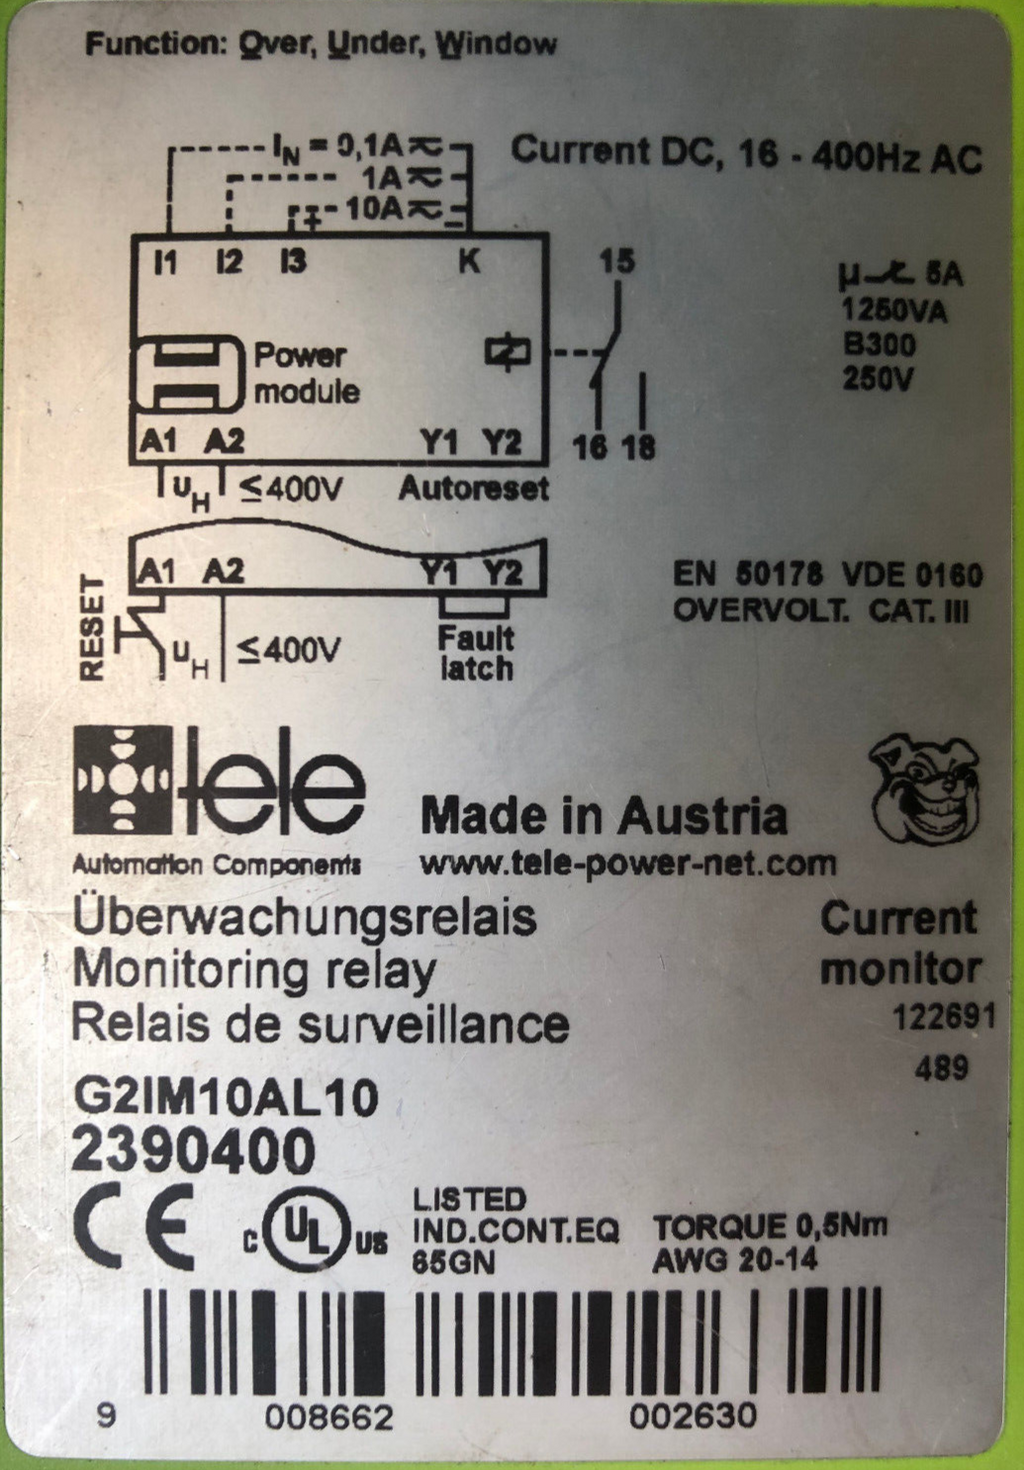 Function: Over, Under, Window
IN = 0,1A
1A
10A
+ −
Current DC, 16 - 400Hz AC
I1 I2 I3 K
15
µ 5A
1250VA
B300
250V
Power
module
A1 A2 Y1 Y2
16 18
UH ≤400V Autoreset
A1 A2 Y1 Y2
EN 50178 VDE 0160
OVERVOLT. CAT. III
RESET
UH ≤400V
Fault
latch
tele
Automation Components
Made in Austria
www.tele-power-net.com
Überwachungsrelais
Monitoring relay
Relais de surveillance
Current
monitor
122691
489
G2IM10AL10
2390400
CE
C UL US
LISTED
IND.CONT.EQ
65GN
TORQUE 0,5Nm
AWG 20-14
9 008662 002630